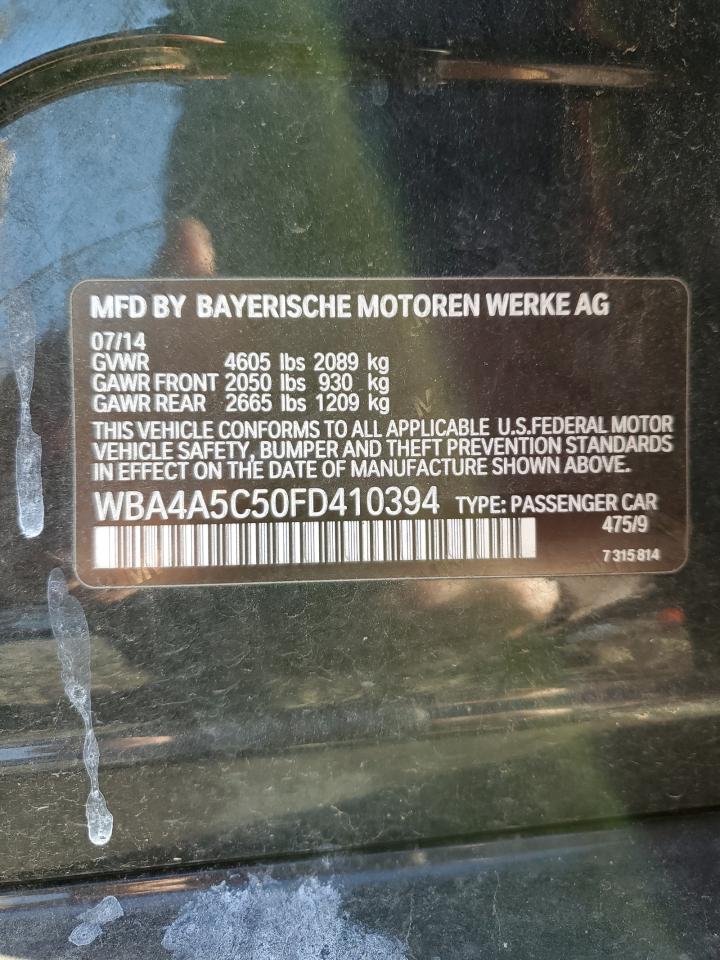 MFD BY BAYERISCHE MOTOREN WERKE AG
07/14
GVWR 4605 lbs 2089 kg
GAWR FRONT 2050 lbs 930 kg
GAWR REAR 2665 lbs 1209 kg
THIS VEHICLE CONFORMS TO ALL APPLICABLE U.S.FEDERAL MOTOR
VEHICLE SAFETY, BUMPER AND THEFT PREVENTION STANDARDS
IN EFFECT ON THE DATE OF MANUFACTURE SHOWN ABOVE.
WBA4A5C50FD410394 TYPE: PASSENGER CAR
475/9
7 315 814